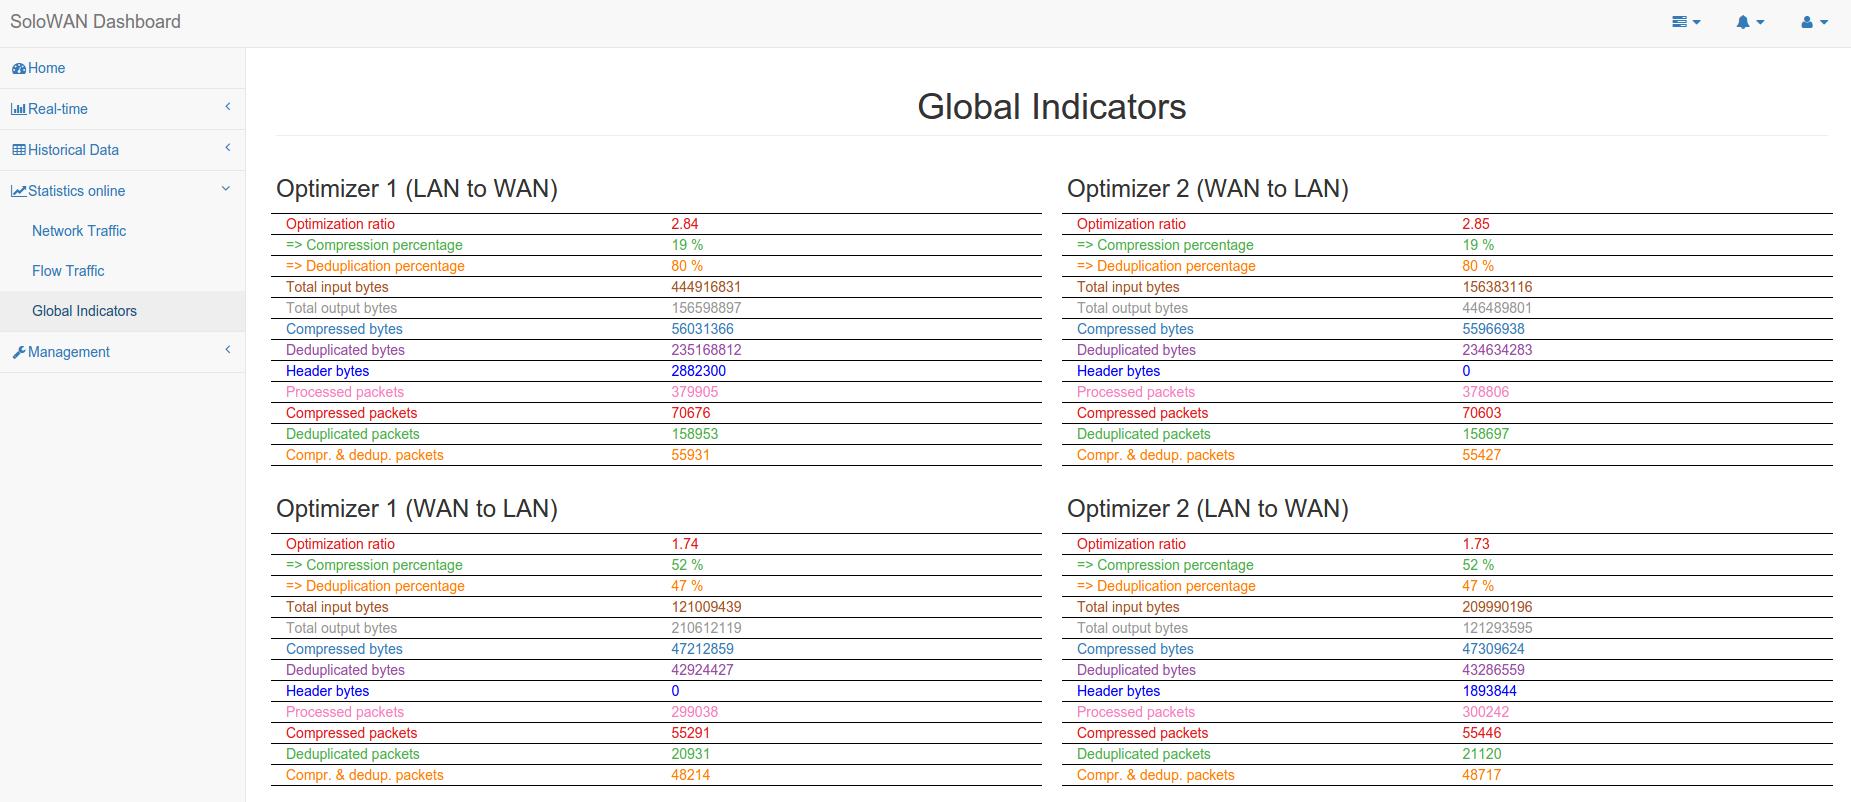 SoloWAN Dashboard
Home
Real-time
Historical Data
Statistics online
Network Traffic
Flow Traffic
Global Indicators
Management
Global Indicators
Optimizer 1 (LAN to WAN)
Optimization ratio 2.84
=> Compression percentage 19 %
=> Deduplication percentage 80 %
Total input bytes 444916831
Total output bytes 156598897
Compressed bytes 56031366
Deduplicated bytes 235168812
Header bytes 2882300
Processed packets 379905
Compressed packets 70676
Deduplicated packets 158953
Compr. & dedup. packets 55931
Optimizer 2 (WAN to LAN)
Optimization ratio 2.85
=> Compression percentage 19 %
=> Deduplication percentage 80 %
Total input bytes 156383116
Total output bytes 446489801
Compressed bytes 55966938
Deduplicated bytes 234634283
Header bytes 0
Processed packets 378806
Compressed packets 70603
Deduplicated packets 158697
Compr. & dedup. packets 55427
Optimizer 1 (WAN to LAN)
Optimization ratio 1.74
=> Compression percentage 52 %
=> Deduplication percentage 47 %
Total input bytes 121009439
Total output bytes 210612119
Compressed bytes 47212859
Deduplicated bytes 42924427
Header bytes 0
Processed packets 299038
Compressed packets 55291
Deduplicated packets 20931
Compr. & dedup. packets 48214
Optimizer 2 (LAN to WAN)
Optimization ratio 1.73
=> Compression percentage 52 %
=> Deduplication percentage 47 %
Total input bytes 209990196
Total output bytes 121293595
Compressed bytes 47309624
Deduplicated bytes 43286559
Header bytes 1893844
Processed packets 300242
Compressed packets 55446
Deduplicated packets 21120
Compr. & dedup. packets 48717